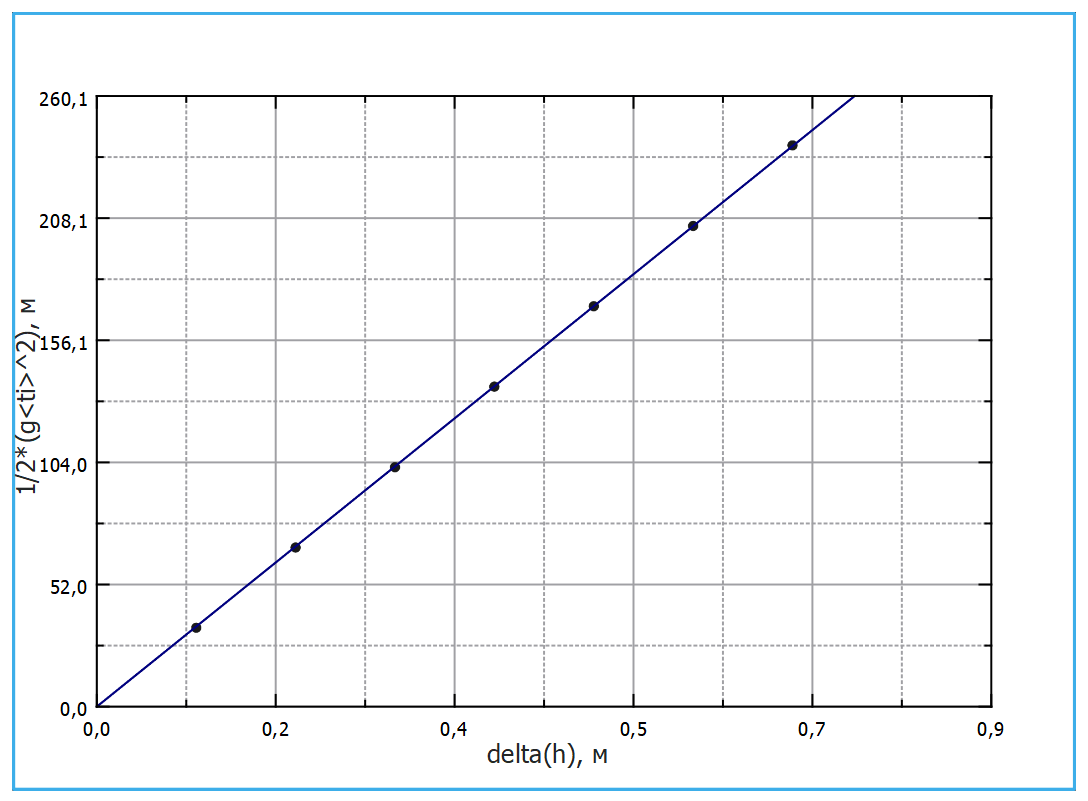 260,1
208,1
156,1
104,0
52,0
0,0
1/2*(g<ti>^2), м
0,0 0,2 0,4 0,5 0,7 0,9
delta(h), м